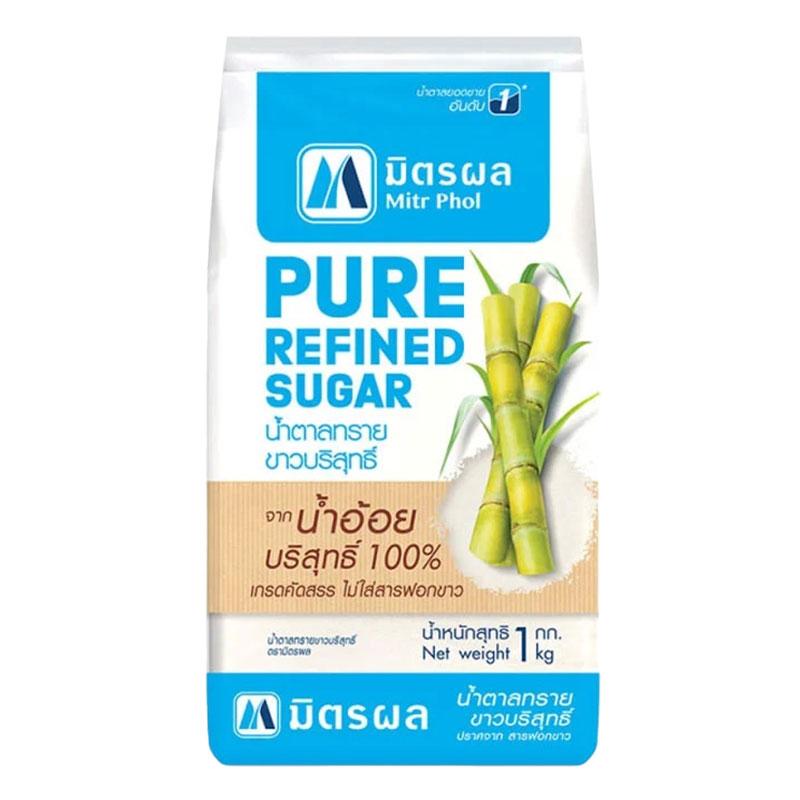 น้ำตาลยอดขาย
อันดับ 1*
มิตรผล
Mitr Phol
PURE
REFINED
SUGAR
น้ำตาลทราย
ขาวบริสุทธิ์
จาก น้ำอ้อย
บริสุทธิ์ 100%
เกรดคัดสรร ไม่ใส่สารฟอกขาว
น้ำตาลทรายขาวบริสุทธิ์
ตรามิตรผล
น้ำหนักสุทธิ 1 กก.
Net weight 1 kg
มิตรผล
น้ำตาลทราย
ขาวบริสุทธิ์
ปราศจาก สารฟอกขาว